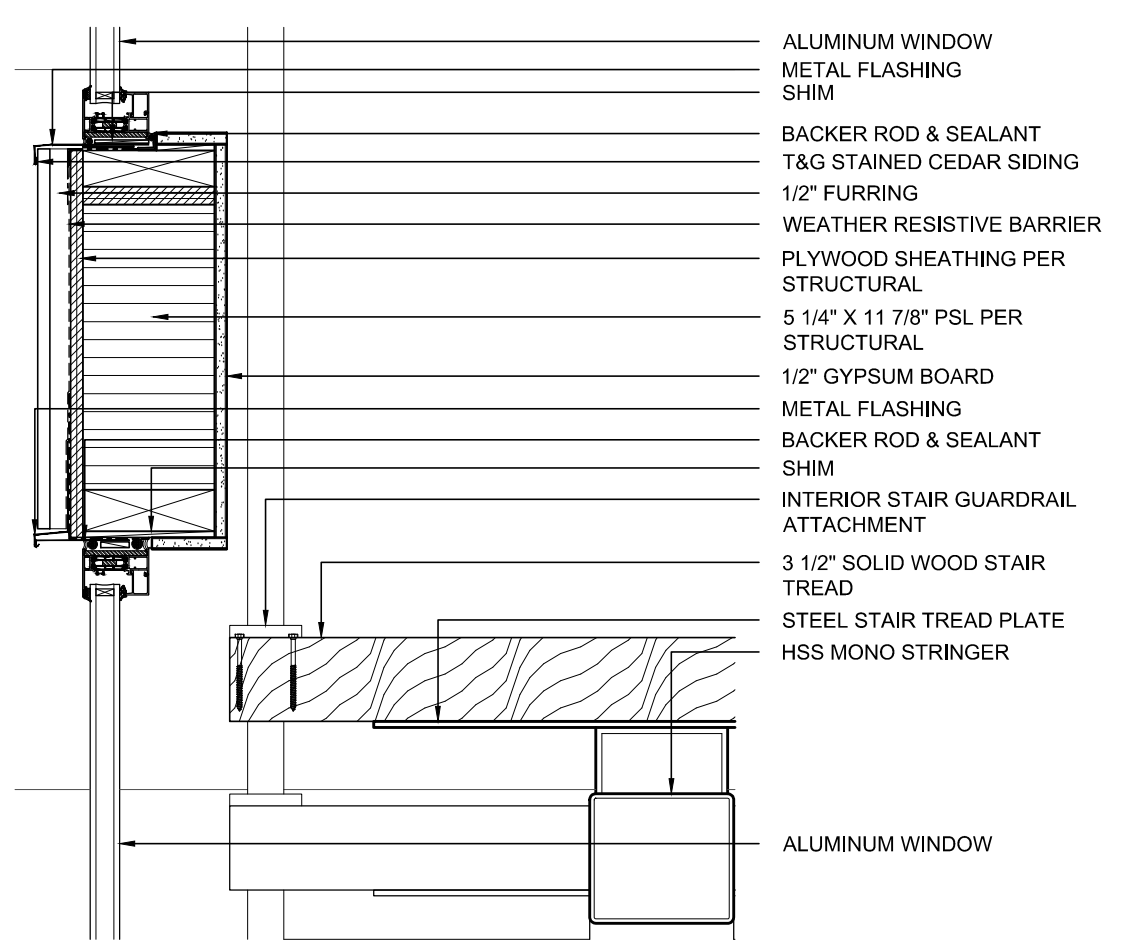 ALUMINUM WINDOW
METAL FLASHING
SHIM
BACKER ROD & SEALANT
T&G STAINED CEDAR SIDING
1/2" FURRING
WEATHER RESISTIVE BARRIER
PLYWOOD SHEATHING PER
STRUCTURAL
5 1/4" X 11 7/8" PSL PER
STRUCTURAL
1/2" GYPSUM BOARD
METAL FLASHING
BACKER ROD & SEALANT
SHIM
INTERIOR STAIR GUARDRAIL
ATTACHMENT
3 1/2" SOLID WOOD STAIR
TREAD
STEEL STAIR TREAD PLATE
HSS MONO STRINGER
ALUMINUM WINDOW